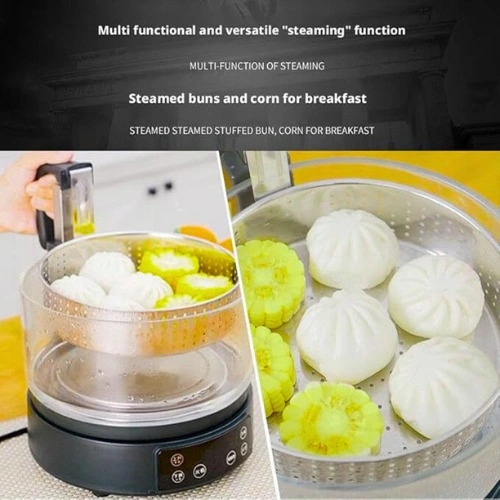 Multi functional and versatile "steaming" function
MULTI-FUNCTION OF STEAMING
Steamed buns and corn for breakfast
STEAMED STEAMED STUFFED BUN, CORN FOR BREAKFAST